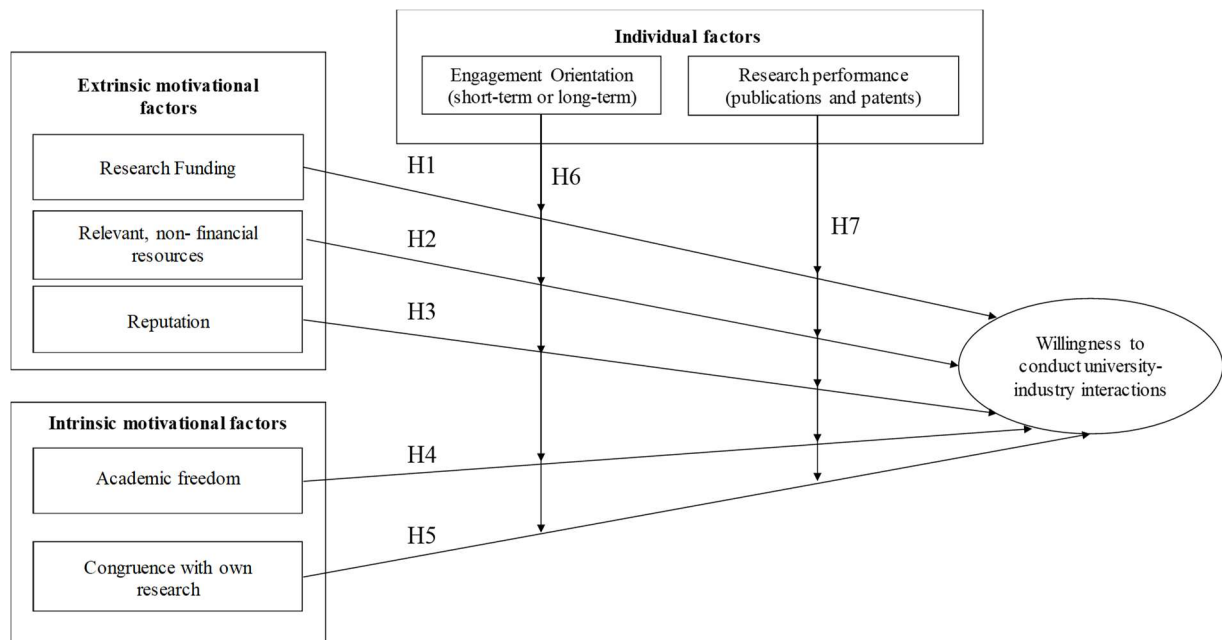 Individual factors
Engagement Orientation
(short-term or long-term)
Research performance
(publications and patents)
Extrinsic motivational
factors
Research Funding
Relevant, non- financial
resources
Reputation
Intrinsic motivational factors
Academic freedom
Congruence with own
research
H1
H2
H3
H4
H5
H6
H7
Willingness to
conduct university-
industry interactions